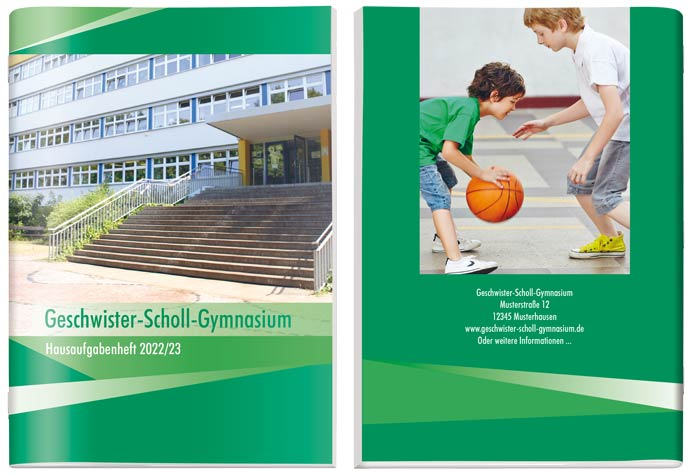 Geschwister-Scholl-Gymnasium
Hausaufgabenheft 2022/23
Geschwister-Scholl-Gymnasium
Musterstraße 12
12345 Musterhausen
www.geschwister-scholl-gymnasium.de
Oder weitere Informationen ...